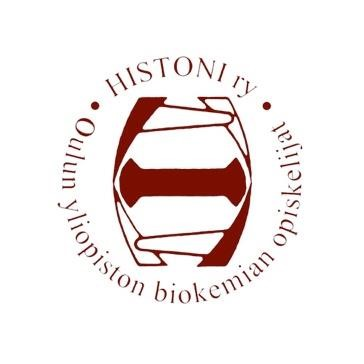 • HISTONI ry •
Oulun yliopiston biokemian opiskelijat